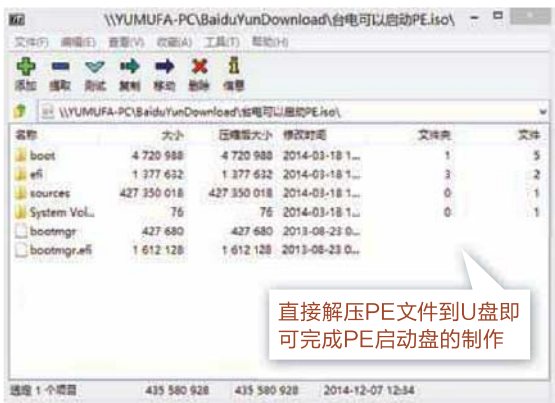 \\YUMUFA-PC\BaiduYunDownload\台电可以启动PE.iso\
文件(F) 编辑(E) 查看(V) 收藏(A) 工具(T) 帮助(H)
添加 提取 测试 复制 移动 删除 信息
\\YUMUFA-PC\BaiduYunDownload\台电可以启动PE.iso\
名称 大小 压缩后大小 修改时间 文件夹 文件
boot 4 720 988 4 720 988 2014-03-18 1... 1 5
efi 1 377 632 1 377 632 2014-03-18 1... 3 2
sources 427 350 018 427 350 018 2014-03-18 1... 0 1
System Vol... 76 76 2014-03-18 1... 0 1
bootmgr 427 680 427 680 2013-08-23 0...
bootmgr.efi 1 612 128 1 612 128 2013-08-23 0...
直接解压PE文件到U盘即
可完成PE启动盘的制作
选定 1 个项目 435 580 928 435 580 928 2014-12-07 12:34